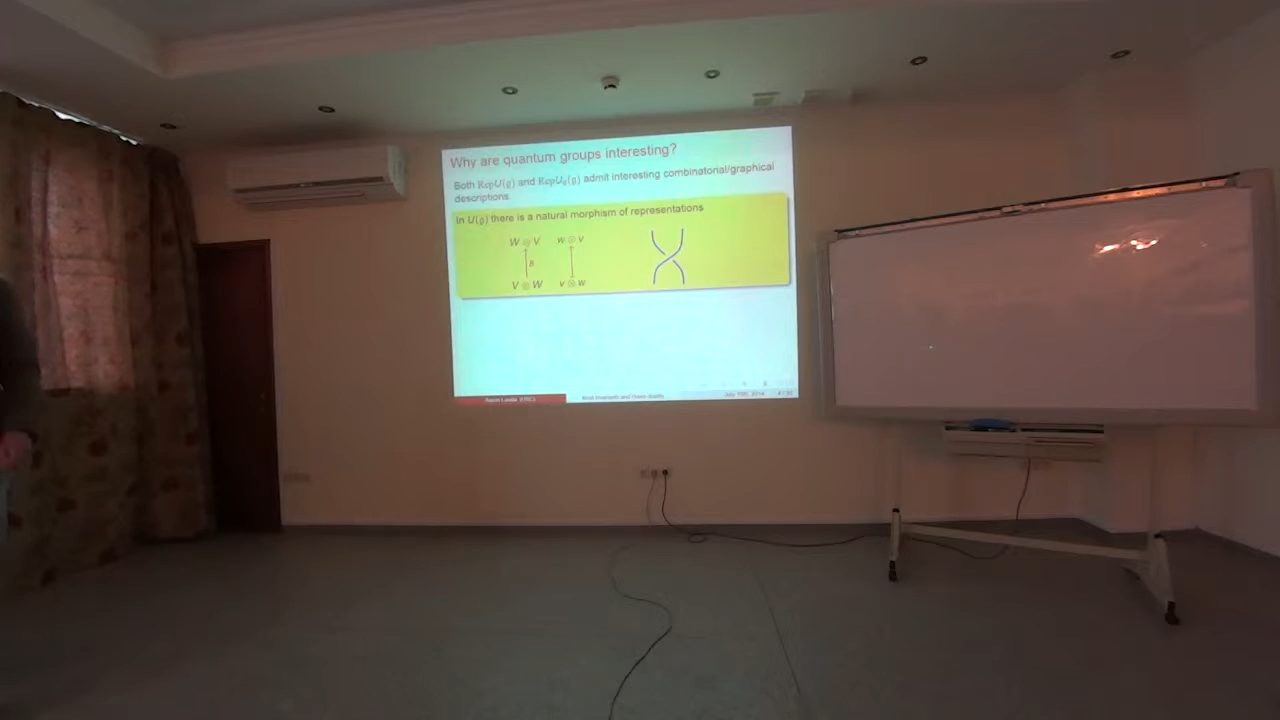 Why are quantum groups interesting?
Both RepU(g) and RepU_q(g) admit interesting combinatorial/graphical
descriptions
In U(g) there is a natural morphism of representations
W ⊗ V w ⊗ v
V ⊗ W v ⊗ w